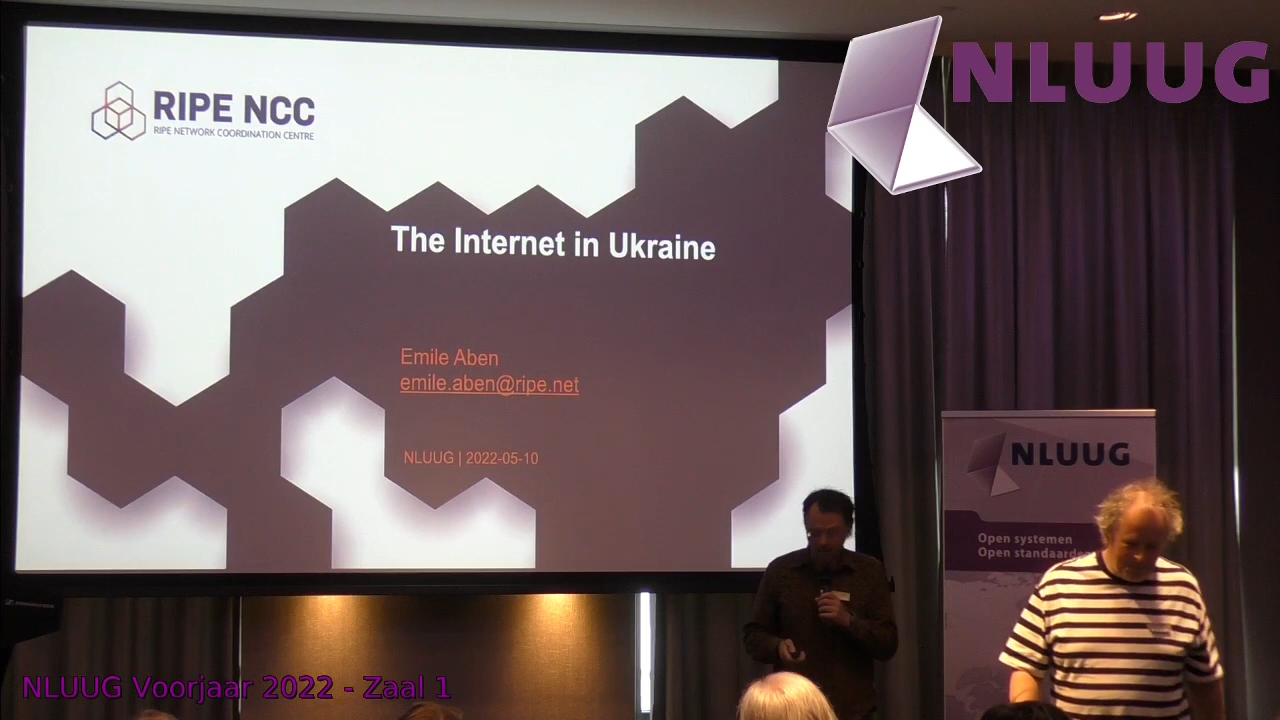 RIPE NCC
RIPE NETWORK COORDINATION CENTRE
The Internet in Ukraine
Emile Aben
emile.aben@ripe.net
NLUUG | 2022-05-10
NLUUG
NLUUG
Open systemen
Open
NLUUG Voorjaar 2022 - Zaal 1